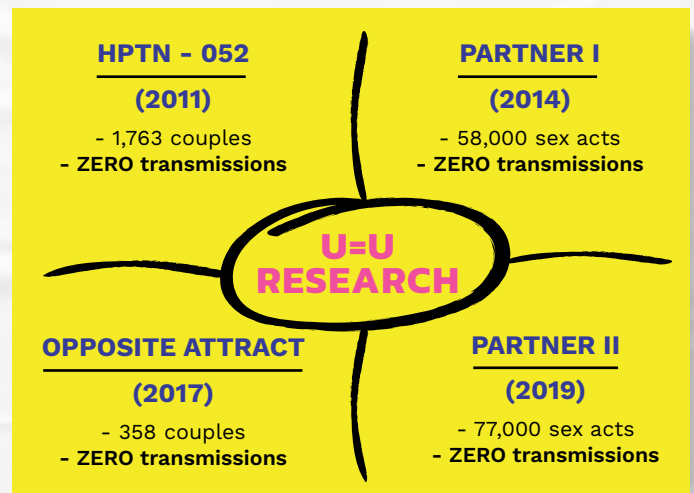 HPTN - 052
(2011)
- 1,763 couples
- ZERO transmissions
PARTNER I
(2014)
- 58,000 sex acts
- ZERO transmissions
U=U
RESEARCH
OPPOSITE ATTRACT
(2017)
- 358 couples
- ZERO transmissions
PARTNER II
(2019)
- 77,000 sex acts
- ZERO transmissions